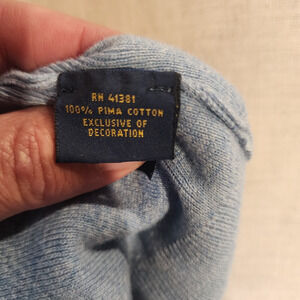 RN 41381
100% PIMA COTTON
EXCLUSIVE OF
DECORATION